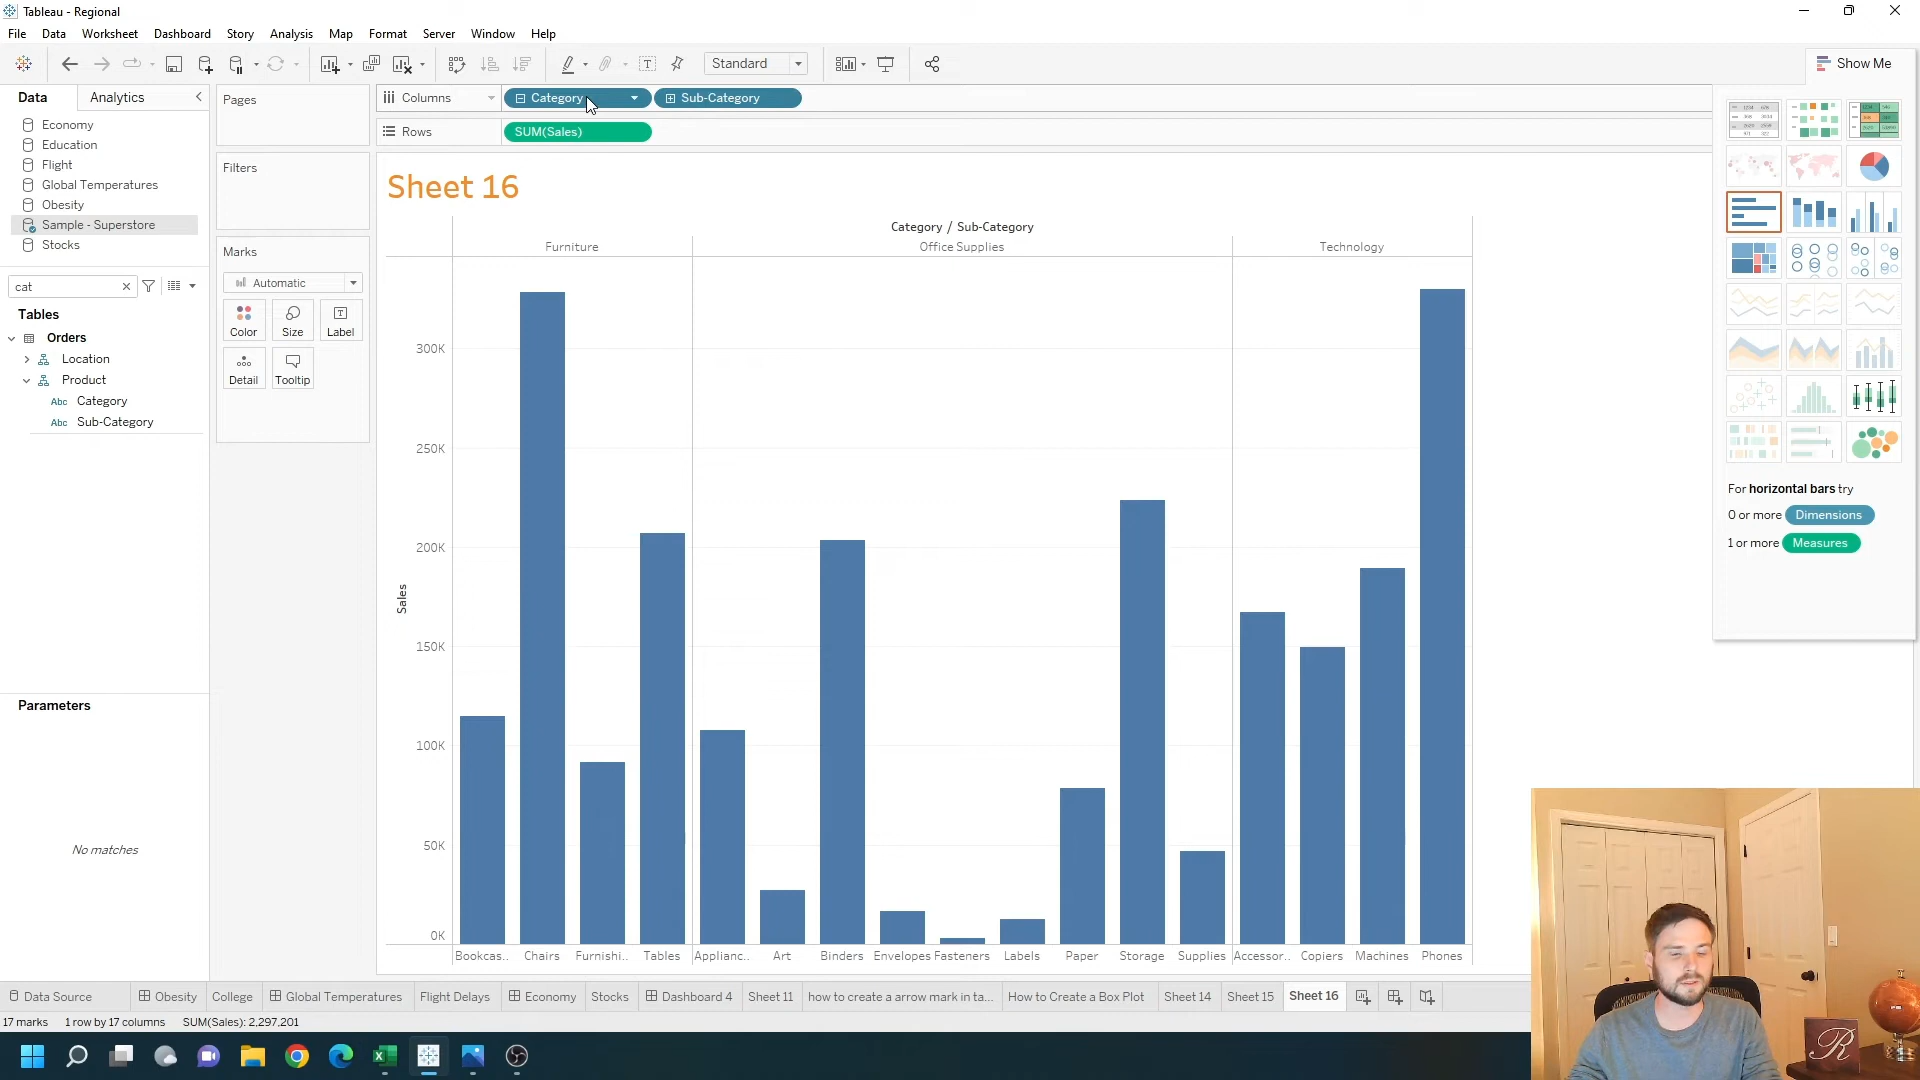 Tableau - Regional
File Data Worksheet Dashboard Story Analysis Map Format Server Window Help
Standard
Show Me
Data Analytics
Economy
Education
Flight
Global Temperatures
Obesity
Sample - Superstore
Stocks
cat
Tables
Orders
Location
Product
Abc Category
Abc Sub-Category
Parameters
No matches
Pages
Filters
Marks
Automatic
Color Size Label
Detail Tooltip
Columns Category Sub-Category
Rows SUM(Sales)
Sheet 16
Category / Sub-Category
Furniture Office Supplies Technology
Sales
300K
250K
200K
150K
100K
50K
0K
Bookcas.. Chairs Furnishi.. Tables Applianc.. Art Binders Envelopes Fasteners Labels Paper Storage Supplies Accessor.. Copiers Machines Phones
For horizontal bars try
0 or more Dimensions
1 or more Measures
Data Source Obesity College Global Temperatures Flight Delays Economy Stocks Dashboard 4 Sheet 11 how to create a arrow mark in ta... How to Create a Box Plot Sheet 14 Sheet 15 Sheet 16
17 marks 1 row by 17 columns SUM(Sales): 2,297,201
R